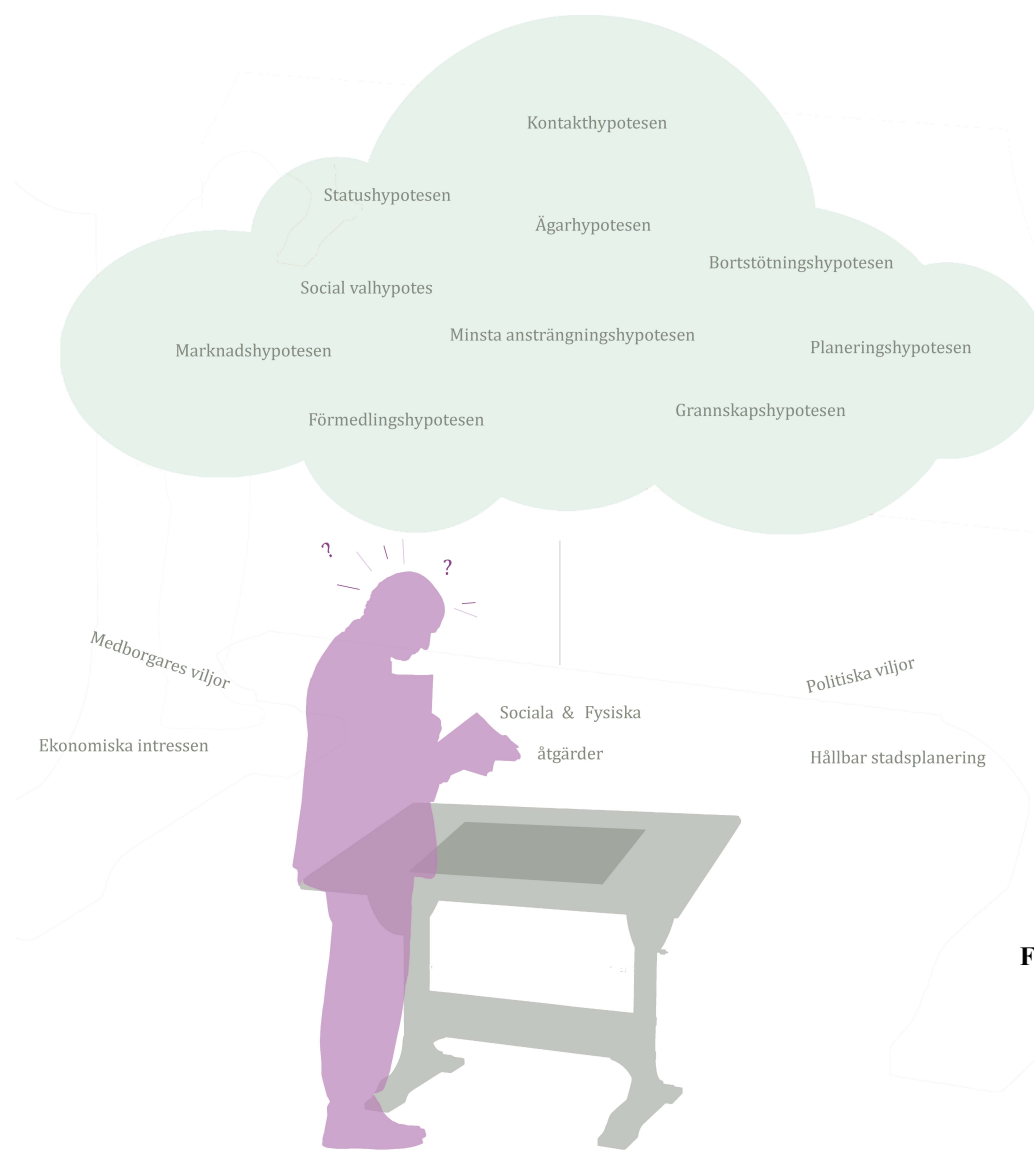 Kontakthypotesen
Statushypotesen
Ägarhypotesen
Bortstötningshypotesen
Social valhypotes
Minsta ansträngningshypotesen
Marknadshypotesen
Planeringshypotesen
Grannskapshypotesen
Förmedlingshypotesen
?
?
Medborgares viljor
Politiska viljor
Sociala & Fysiska
åtgärder
Ekonomiska intressen
Hållbar stadsplanering
F